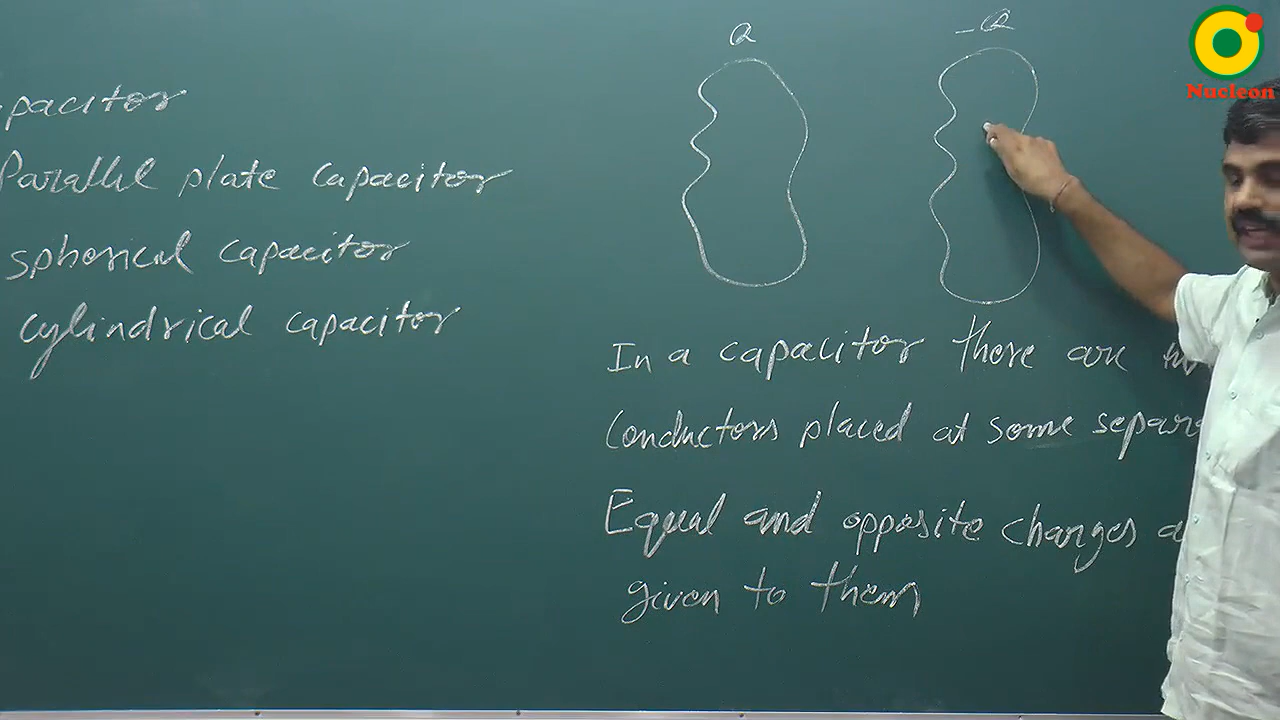 pacitor
Parallel plate capacitor
spherical capacitor
cylindrical capacitor
Q
-Q
In a capacitor there are
Conductors placed at some separ
Equal and opposite charges a
given to them
Nucleon